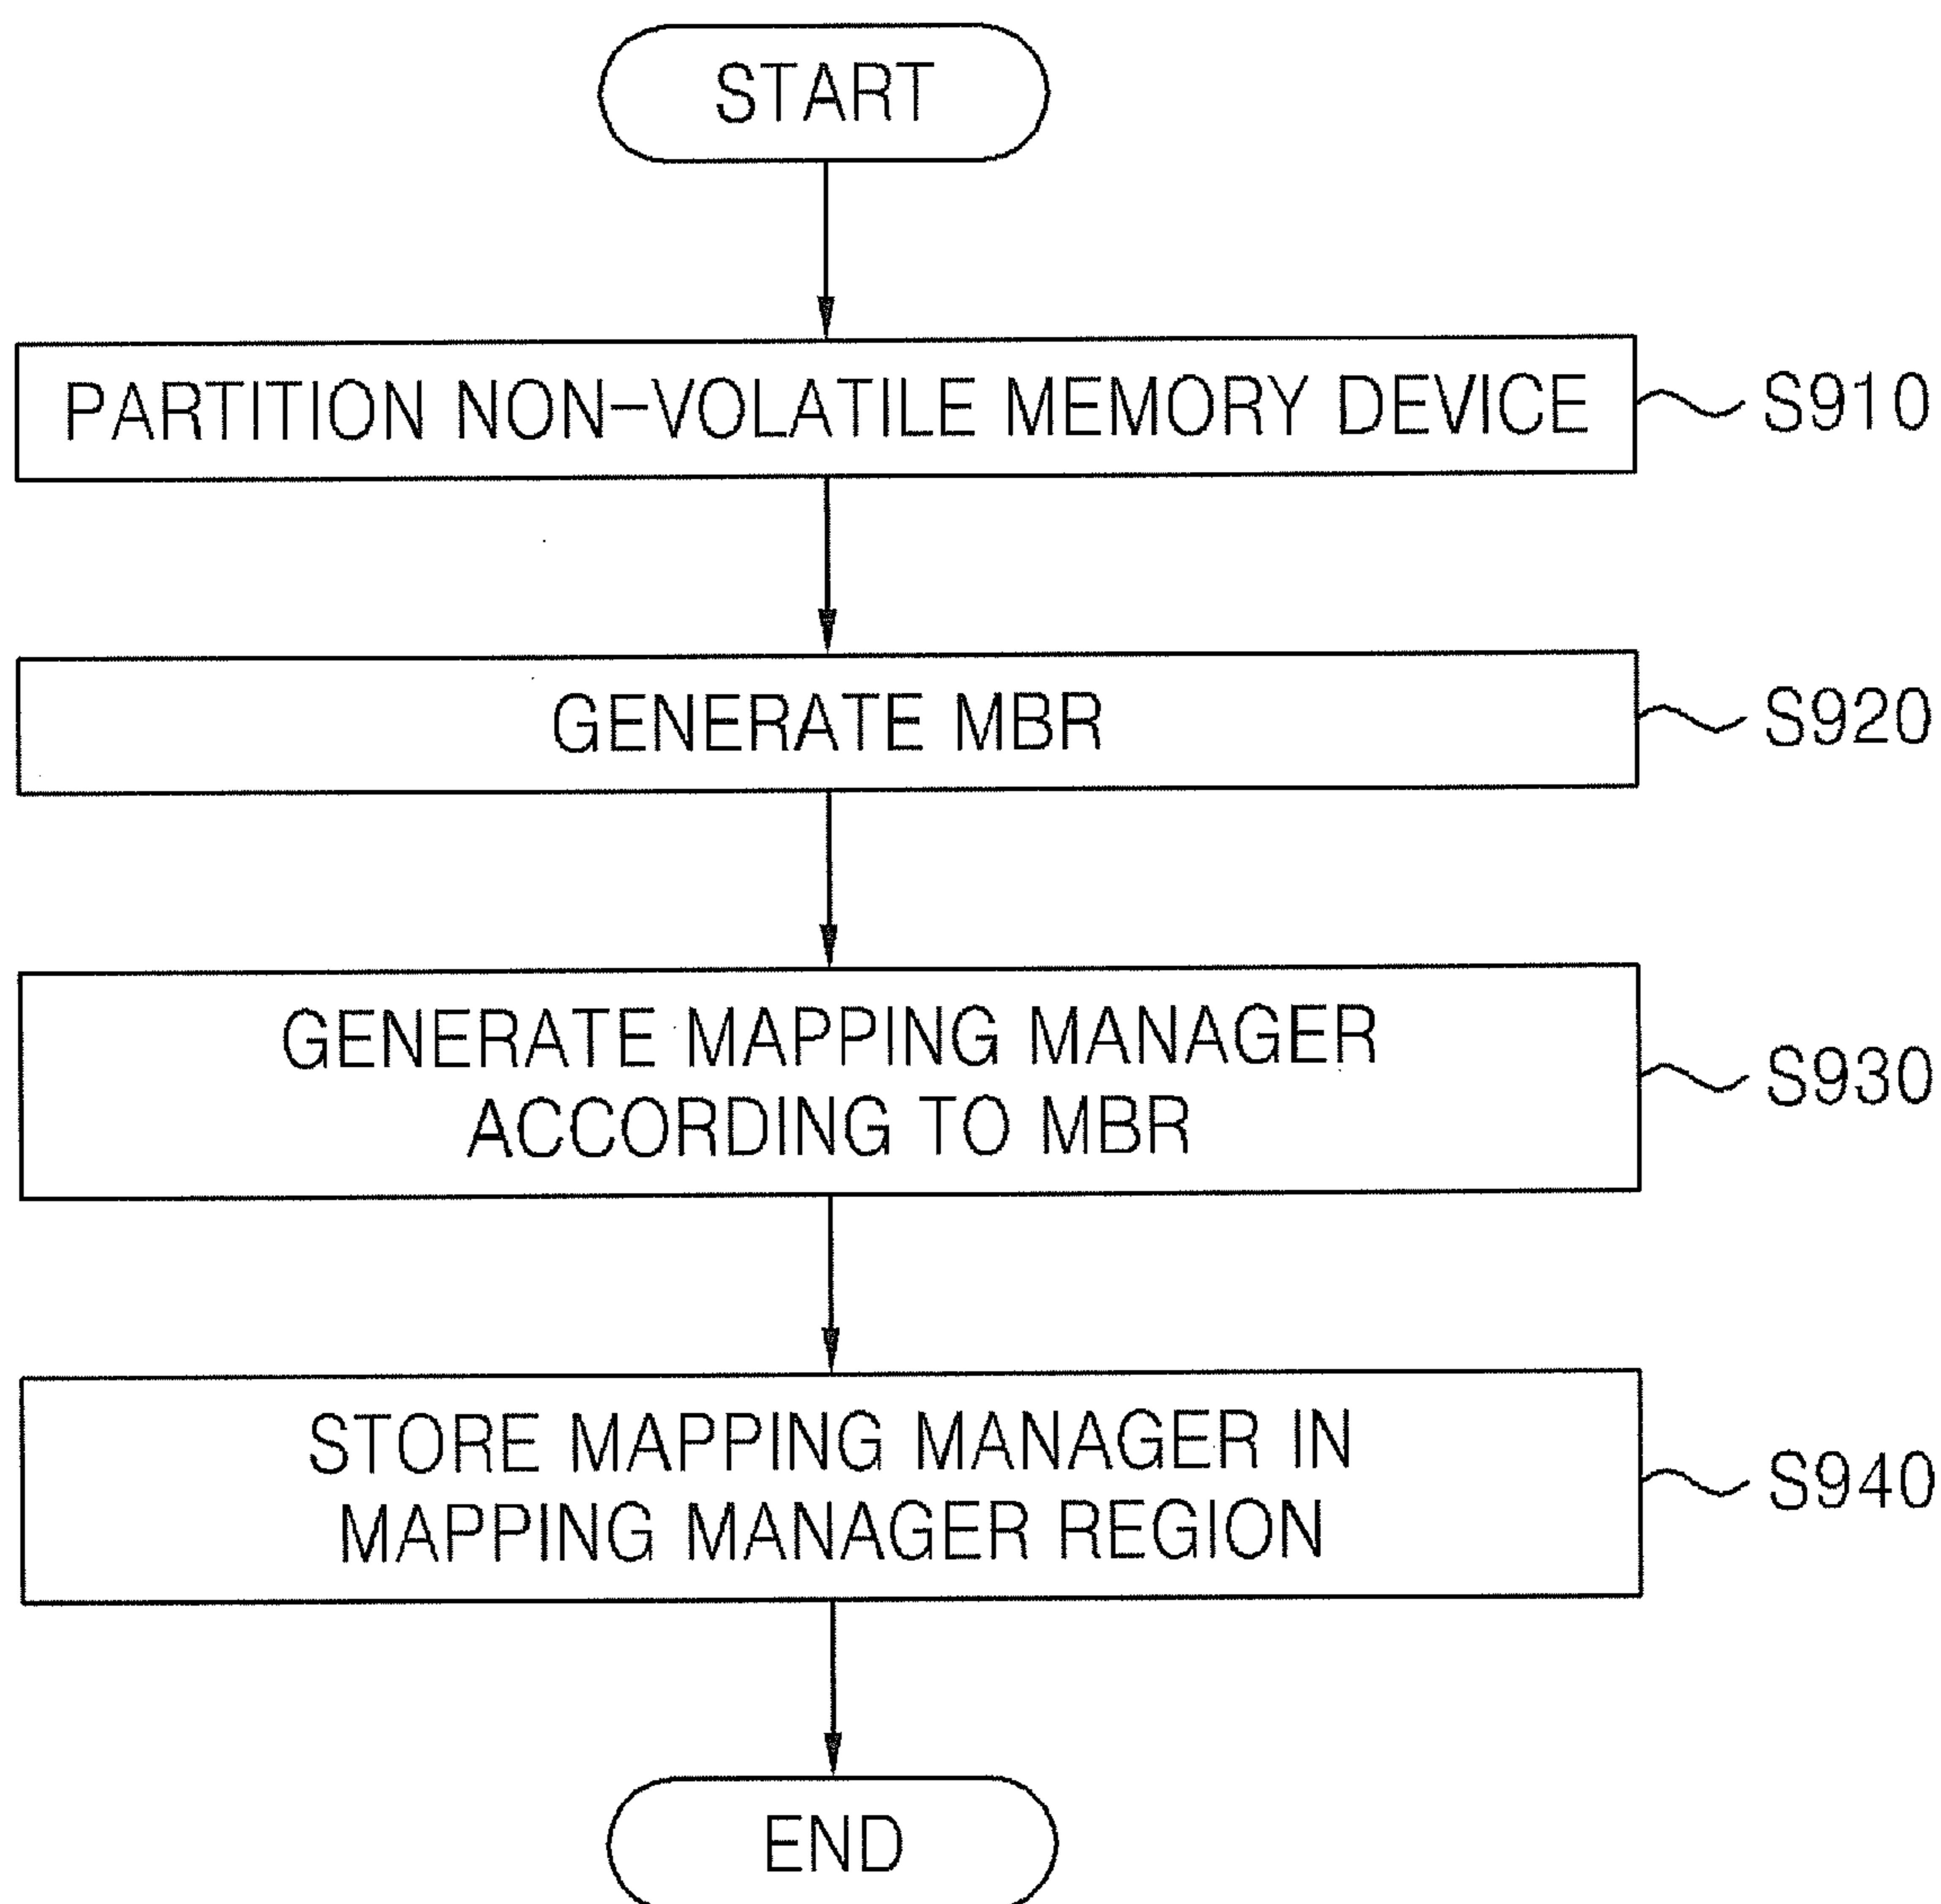 START
PARTITION NON-VOLATILE MEMORY DEVICE
S910
GENERATE MBR
S920
GENERATE MAPPING MANAGER
ACCORDING TO MBR
S930
STORE MAPPING MANAGER IN
MAPPING MANAGER REGION
S940
END